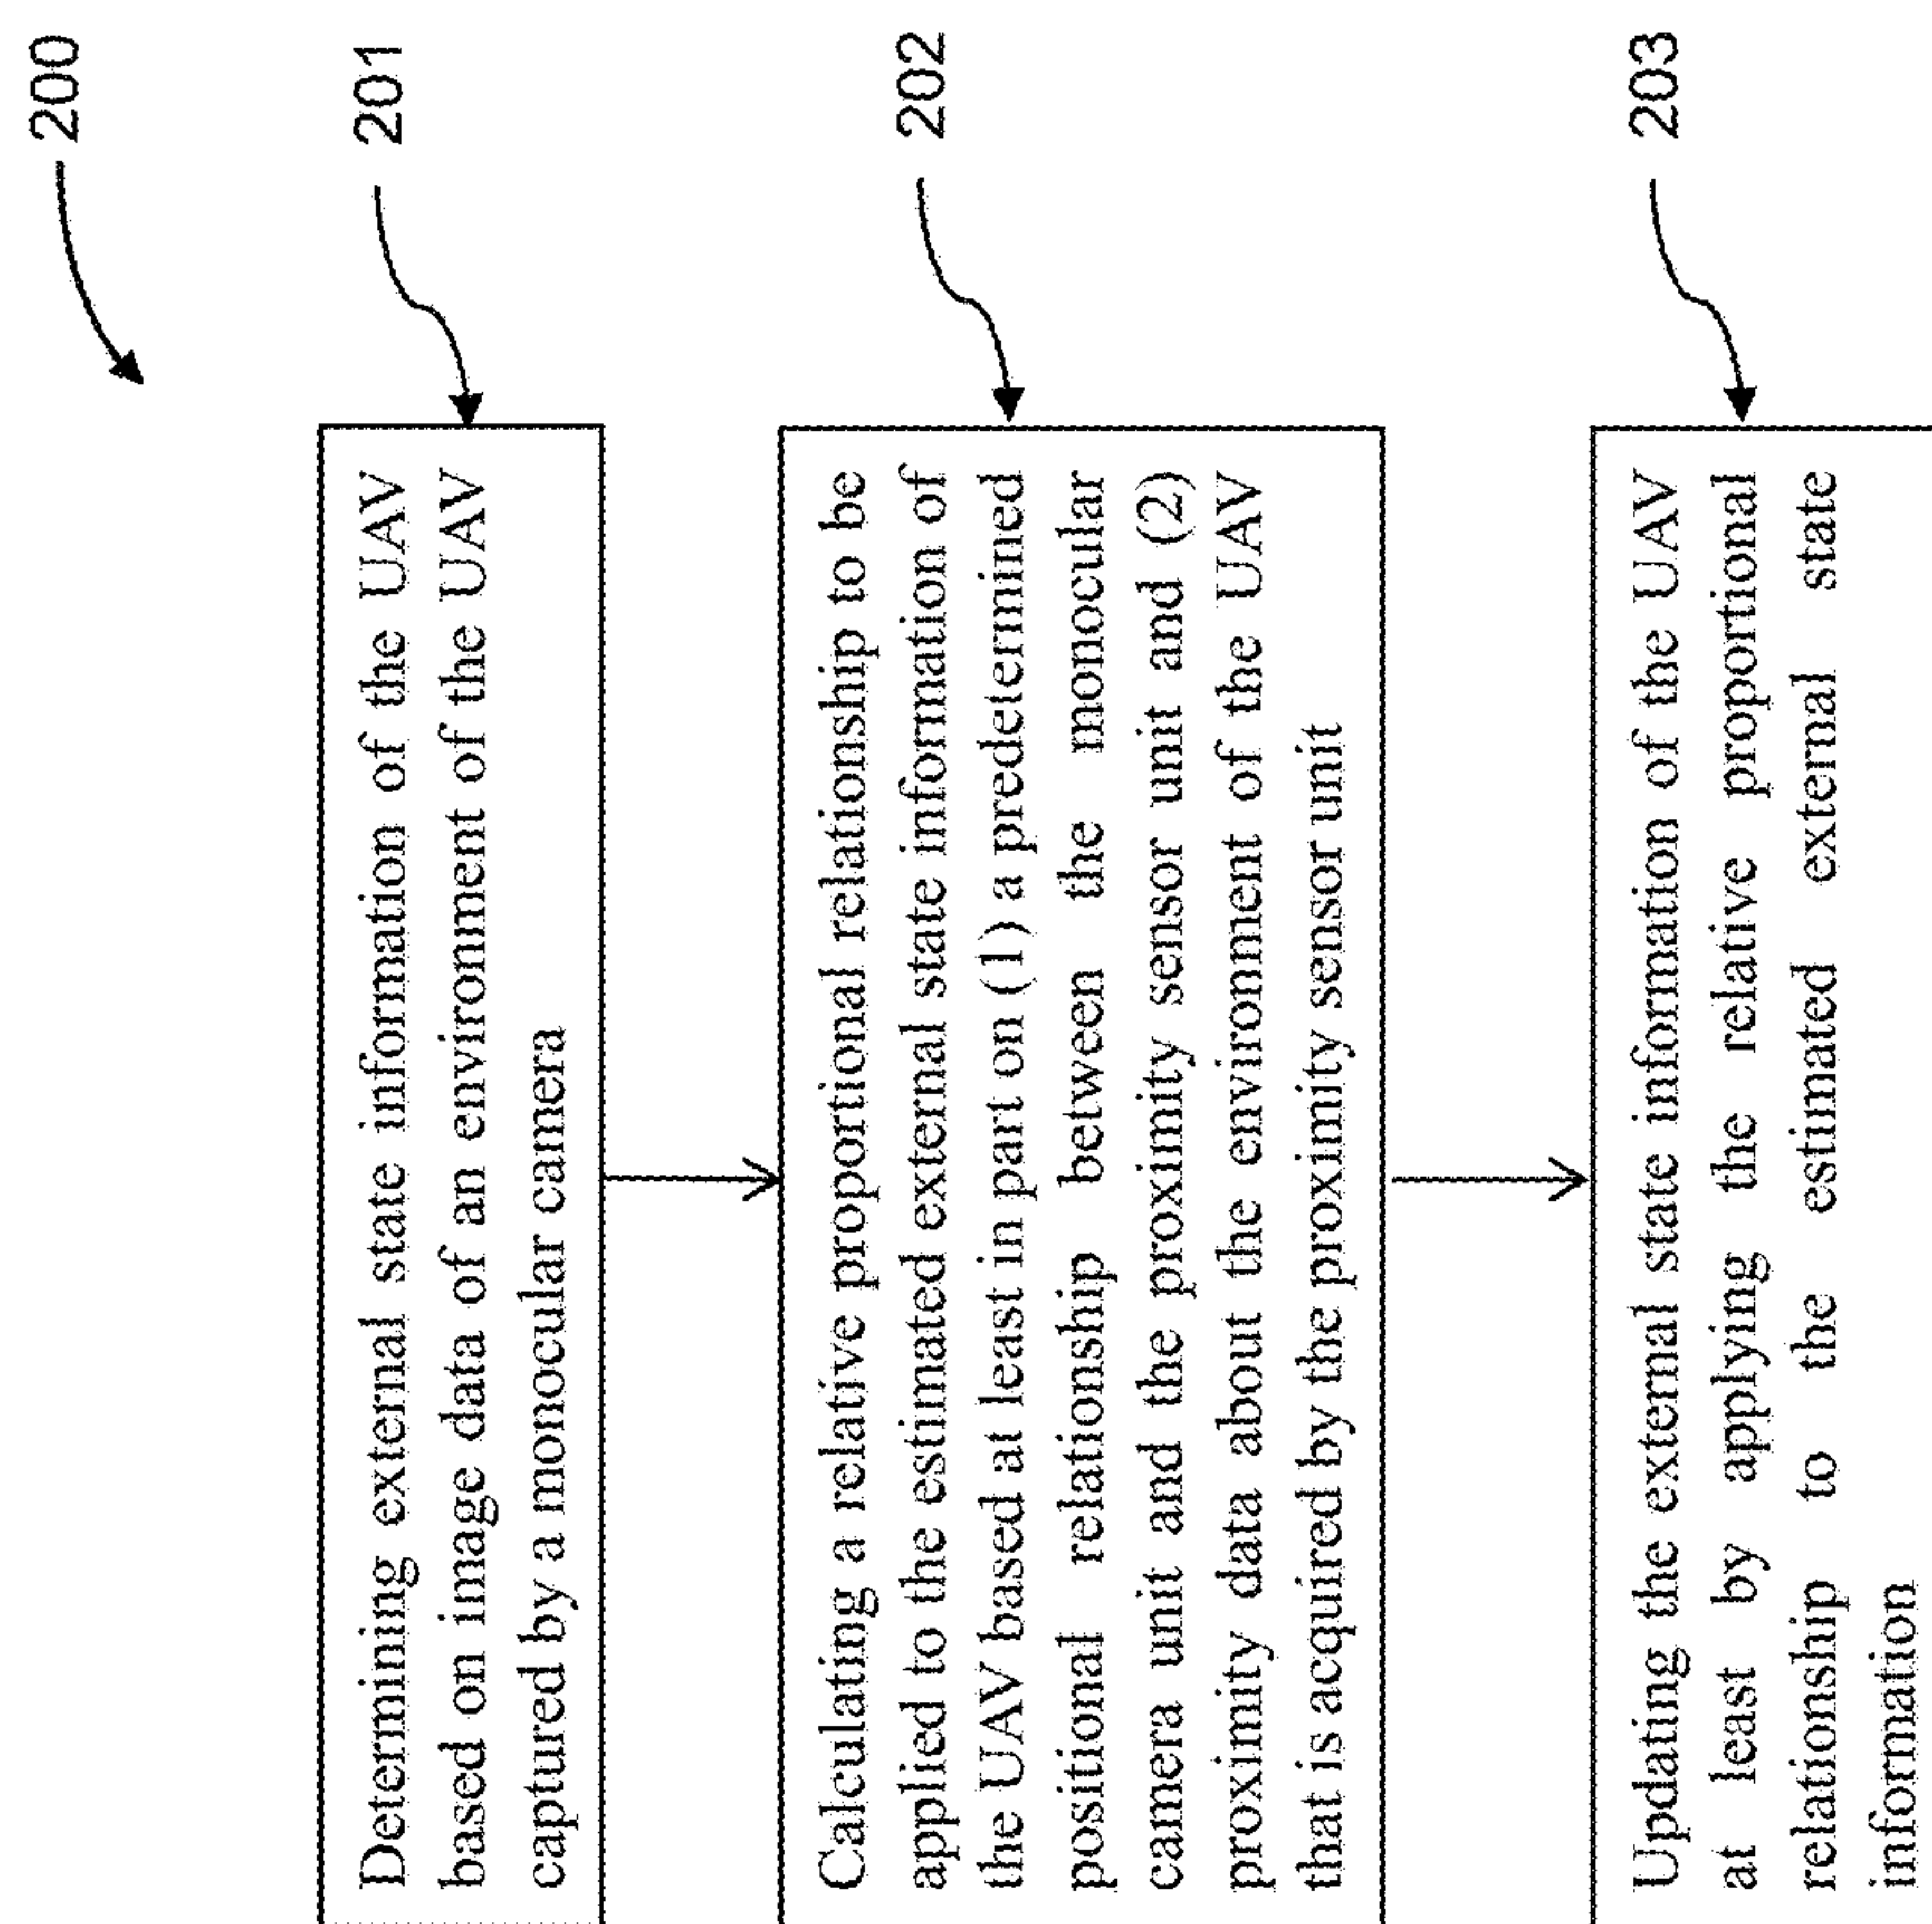 200
201
Determining external state information of the UAV
based on image data of an environment of the UAV
captured by a monocular camera
202
Calculating a relative proportional relationship to be
applied to the estimated external state information of
the UAV based at least in part on (1) a predetermined
positional relationship between the monocular
camera unit and the proximity sensor unit and (2)
proximity data about the environment of the UAV
that is acquired by the proximity sensor unit
203
Updating the external state information of the UAV
at least by applying the relative proportional
relationship to the estimated external state
information